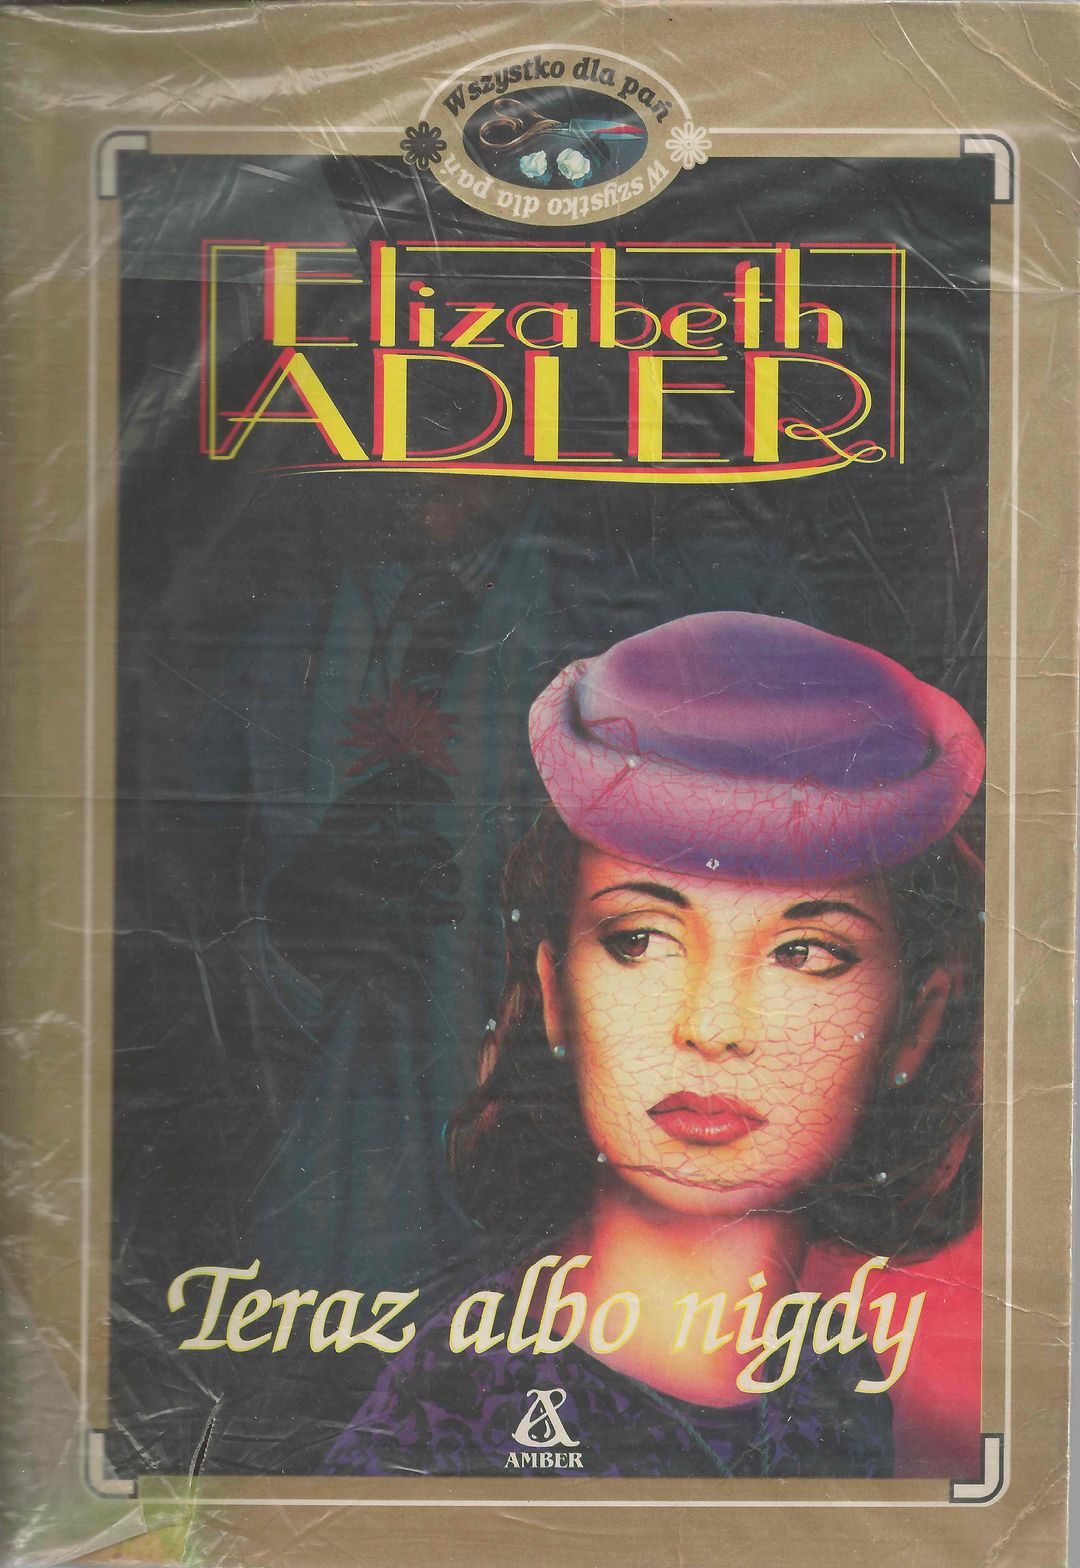 Wszystko dla pań
Wszystko dla pań
Elizabeth
ADLER
Teraz albo nigdy
AMBER